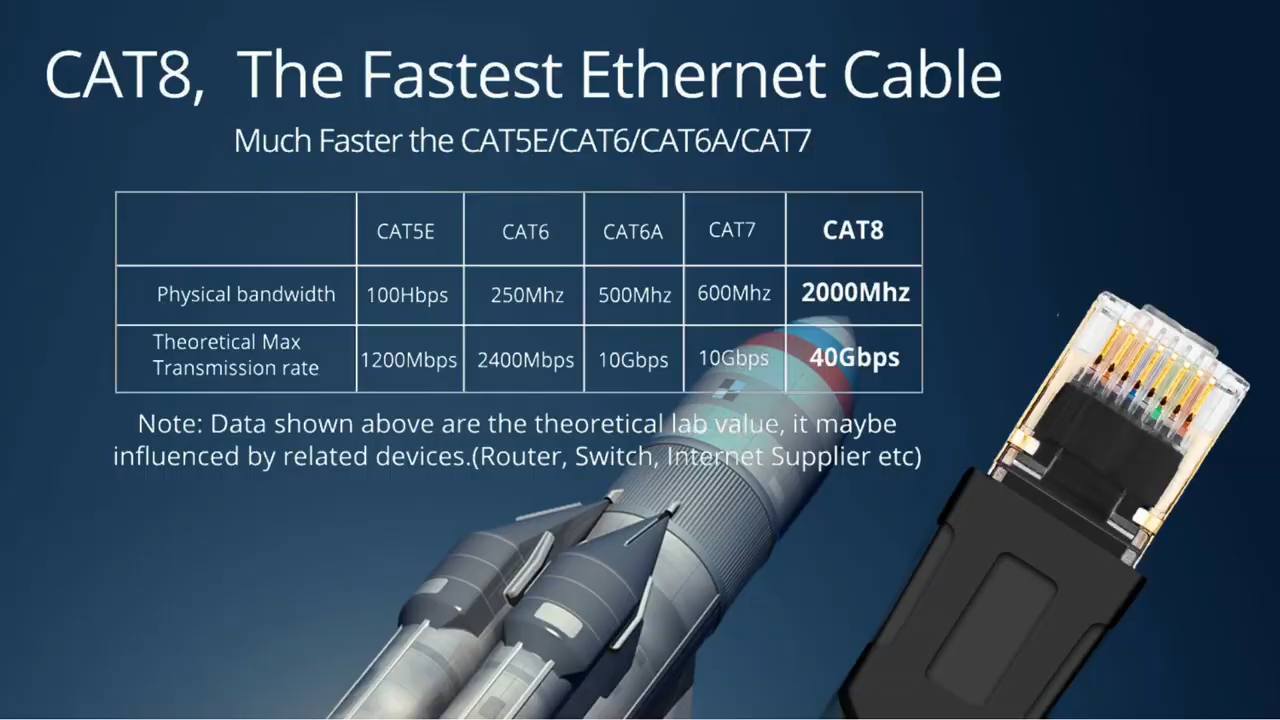 CAT8, The Fastest Ethernet Cable
Much Faster the CAT5E/CAT6/CAT6A/CAT7
CAT5E CAT6 CAT6A CAT7 CAT8
Physical bandwidth 100Hbps 250Mhz 500Mhz 600Mhz 2000Mhz
Theoretical Max
Transmission rate 1200Mbps 2400Mbps 10Gbps 10Gbps 40Gbps
Note: Data shown above are the theoretical lab value, it maybe
influenced by related devices.(Router, Switch, Internet Supplier etc)